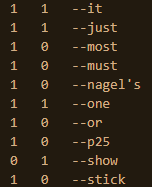 1 1 --it
1 1 --just
1 0 --most
1 0 --must
1 0 --nagel's
1 1 --one
1 0 --or
1 0 --p25
0 1 --show
1 0 --stick